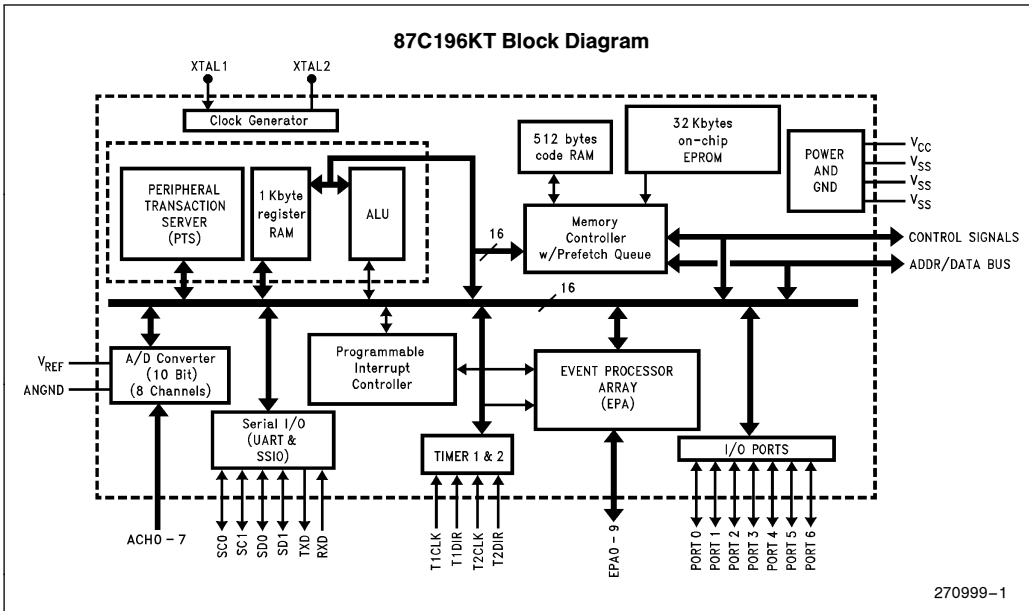 87C196KT Block Diagram
XTAL1
XTAL2
Clock Generator
512 bytes
code RAM
32 Kbytes
on-chip
EPROM
POWER
AND
GND
VCC
VSS
VSS
VSS
PERIPHERAL
TRANSACTION
SERVER
(PTS)
1 Kbyte
register
RAM
ALU
16
Memory
Controller
w/Prefetch Queue
CONTROL SIGNALS
ADDR/DATA BUS
16
VREF
ANGND
A/D Converter
(10 Bit)
(8 Channels)
Programmable
Interrupt
Controller
EVENT PROCESSOR
ARRAY
(EPA)
Serial I/O
(UART &
SSIO)
TIMER 1 & 2
I/O PORTS
ACH0 - 7
SC0
SC1
SD0
SD1
TXD
RXD
T1CLK
T1DIR
T2CLK
T2DIR
EPA0 - 9
PORT 0
PORT 1
PORT 2
PORT 3
PORT 4
PORT 5
PORT 6
270999-1